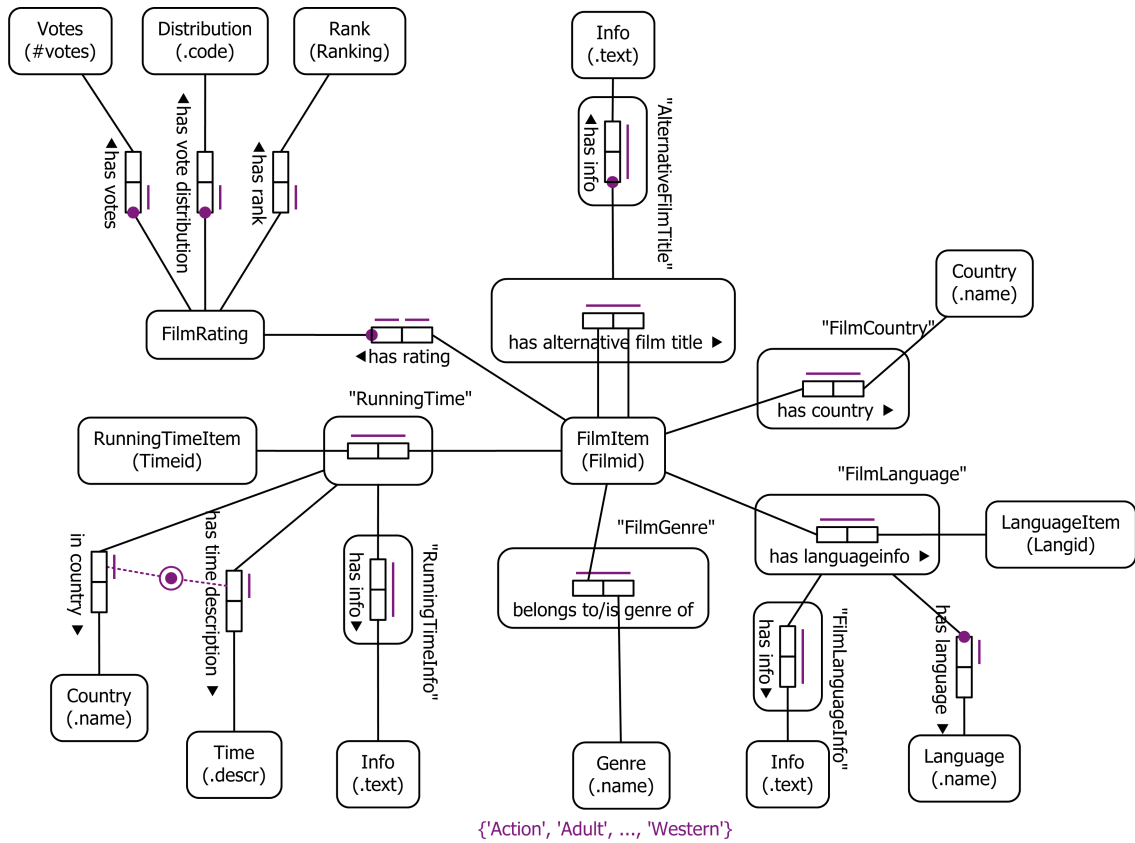 Votes
(#votes)
Distribution
(.code)
Rank
(Ranking)
Info
(.text)
◀has votes
◀has vote distribution
◀has rank
◀has info
"AlternativeFilmTitle"
Country
(.name)
FilmRating
◀has rating
has alternative film title ▶
"FilmCountry"
has country ▶
"RunningTime"
RunningTimeItem
(Timeid)
FilmItem
(Filmid)
"FilmLanguage"
has languageinfo ▶
LanguageItem
(Langid)
in country ▶
has time description ▶
has info▶
"RunningTimeInfo"
"FilmGenre"
belongs to/is genre of
has info▶
"FilmLanguageInfo"
has language ▶
Country
(.name)
Time
(.descr)
Info
(.text)
Genre
(.name)
Info
(.text)
Language
(.name)
{'Action', 'Adult', ..., 'Western'}